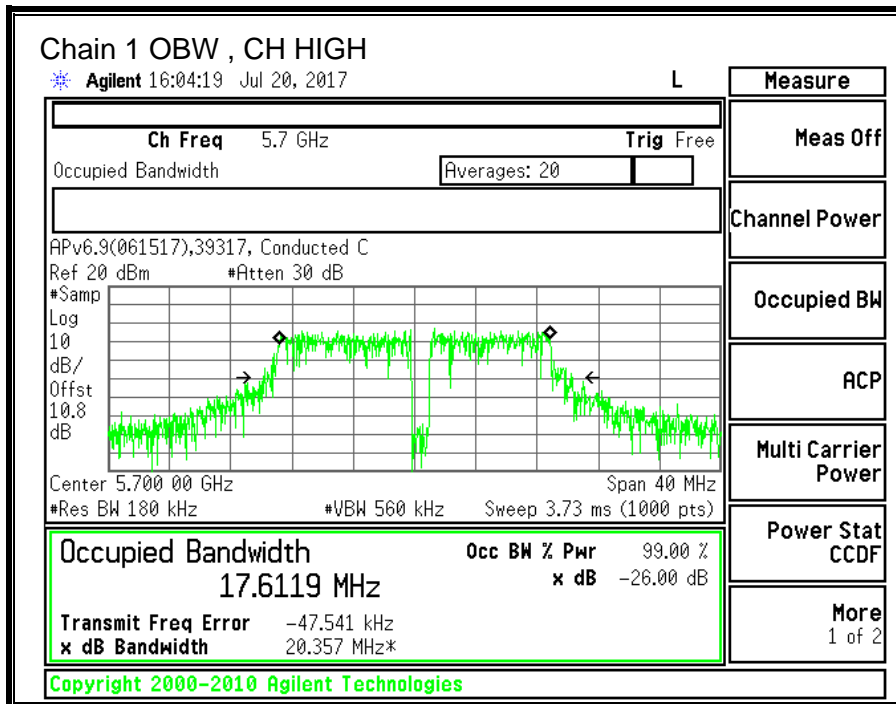 Chain 1 OBW , CH HIGH
Agilent 16:04:19 Jul 20, 2017 L
Measure
Ch Freq 5.7 GHz Trig Free
Meas Off
Occupied Bandwidth Averages: 20
Channel Power
APv6.9(061517),39317, Conducted C
Ref 20 dBm #Atten 30 dB
#Samp
Log
10
dB/
Offst
10.8
dB
Occupied BW
ACP
Center 5.700 00 GHz Span 40 MHz
#Res BW 180 kHz #VBW 560 kHz Sweep 3.73 ms (1000 pts)
Multi Carrier
Power
Occupied Bandwidth Occ BW % Pwr 99.00 %
17.6119 MHz x dB -26.00 dB
Transmit Freq Error -47.541 kHz
x dB Bandwidth 20.357 MHz*
Power Stat
CCDF
More
1 of 2
Copyright 2000-2010 Agilent Technologies